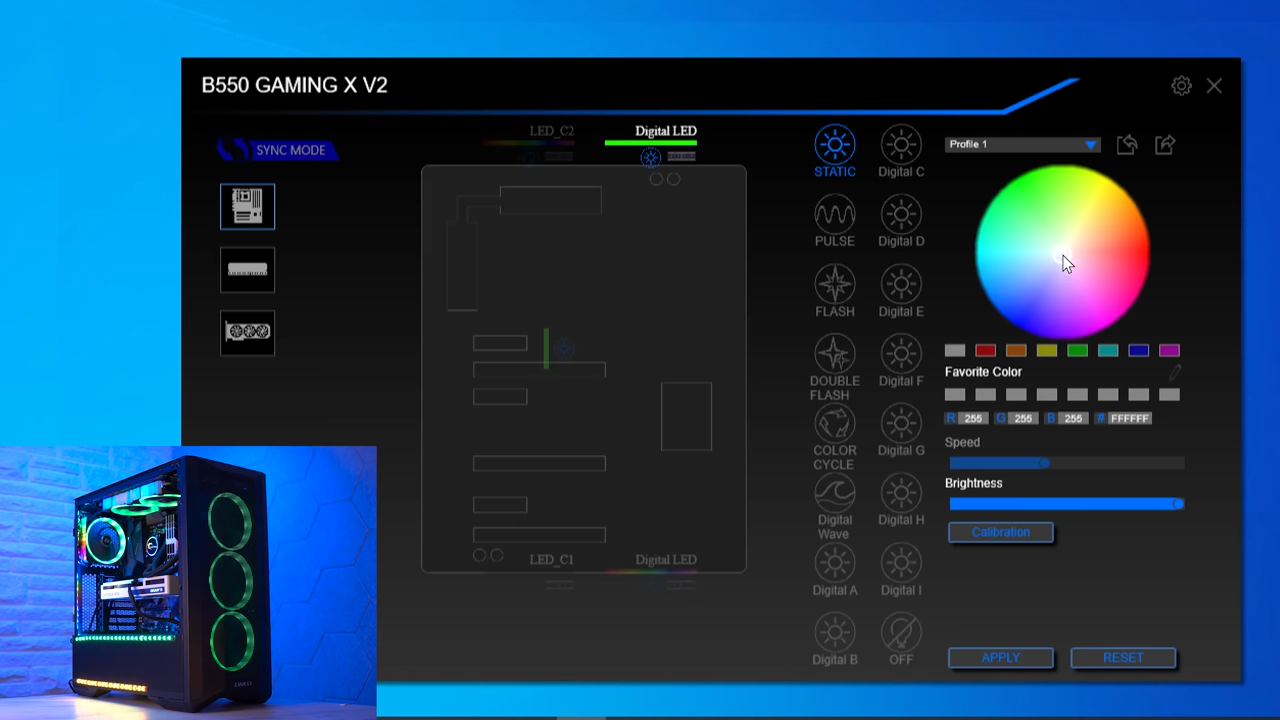 B550 GAMING X V2
SYNC MODE
LED_C2
Digital LED
LED_C1
Digital LED
STATIC
Digital C
PULSE
Digital D
FLASH
Digital E
DOUBLE
FLASH
Digital F
COLOR
CYCLE
Digital G
Digital
Wave
Digital H
Digital A
Digital I
Digital B
OFF
Profile 1
Favorite Color
R 255 G 255 B 255 # FFFFFF
Speed
Brightness
Calibration
APPLY
RESET
LIAN LI